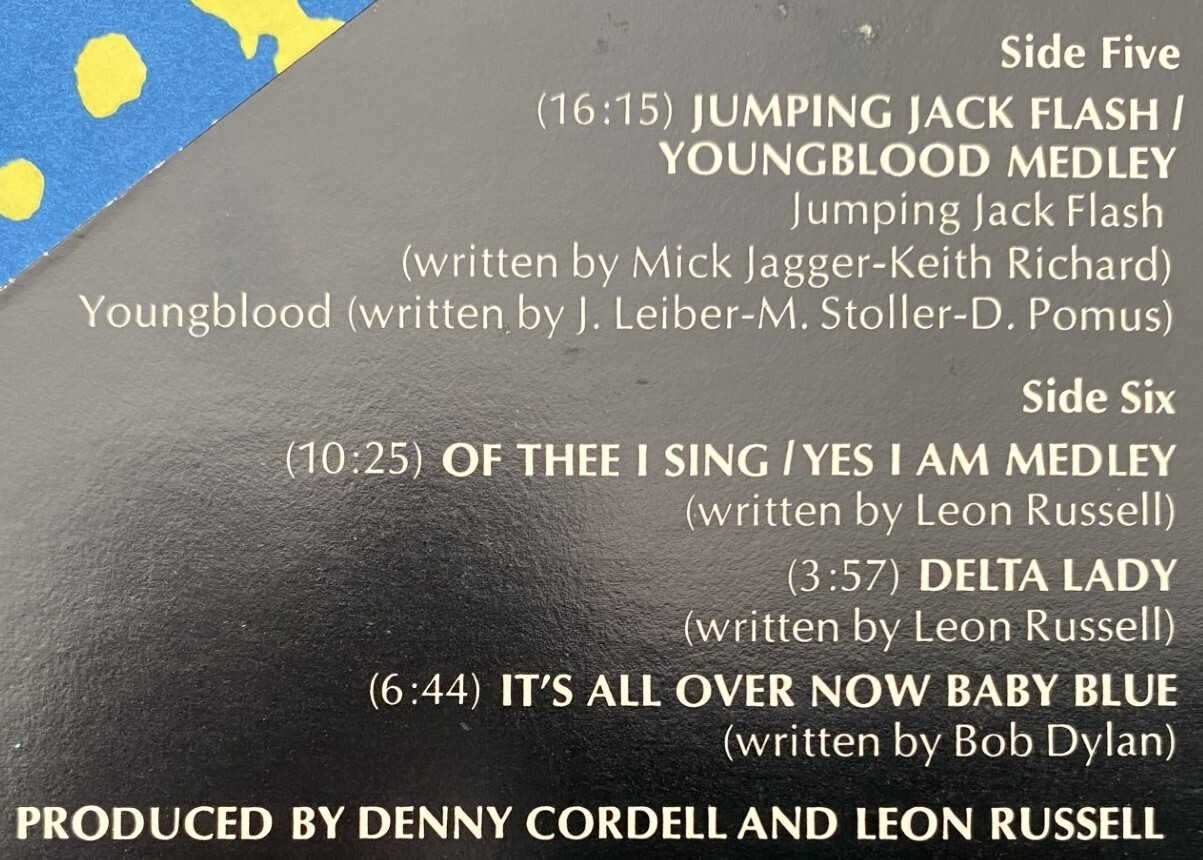 Side Five
(16:15) JUMPING JACK FLASH /
YOUNGBLOOD MEDLEY
Jumping Jack Flash
(written by Mick Jagger-Keith Richard)
Youngblood (written by J. Leiber-M. Stoller-D. Pomus)
Side Six
(10:25) OF THEE I SING / YES I AM MEDLEY
(written by Leon Russell)
(3:57) DELTA LADY
(written by Leon Russell)
(6:44) IT'S ALL OVER NOW BABY BLUE
(written by Bob Dylan)
PRODUCED BY DENNY CORDELL AND LEON RUSSELL